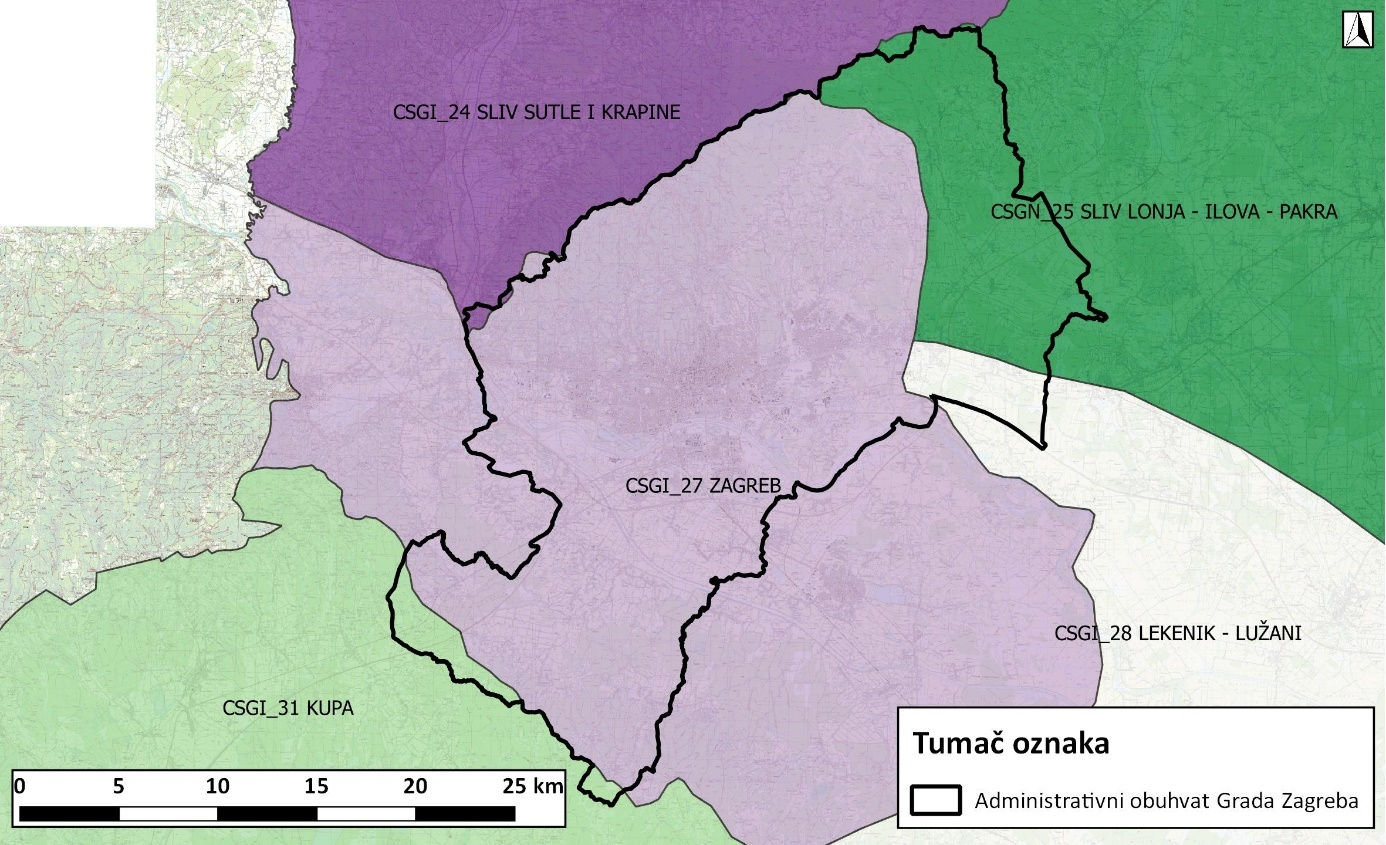 CSGI_24 SLIV SUTLE I KRAPINE
CSGN_25 SLIV LONJA - ILOVA - PAKRA
CSGI_27 ZAGREB
CSGI_28 LEKENIK - LUŽANI
CSGI_31 KUPA
0 5 10 15 20 25 km
Tumač oznaka
Administrativni obuhvat Grada Zagreba